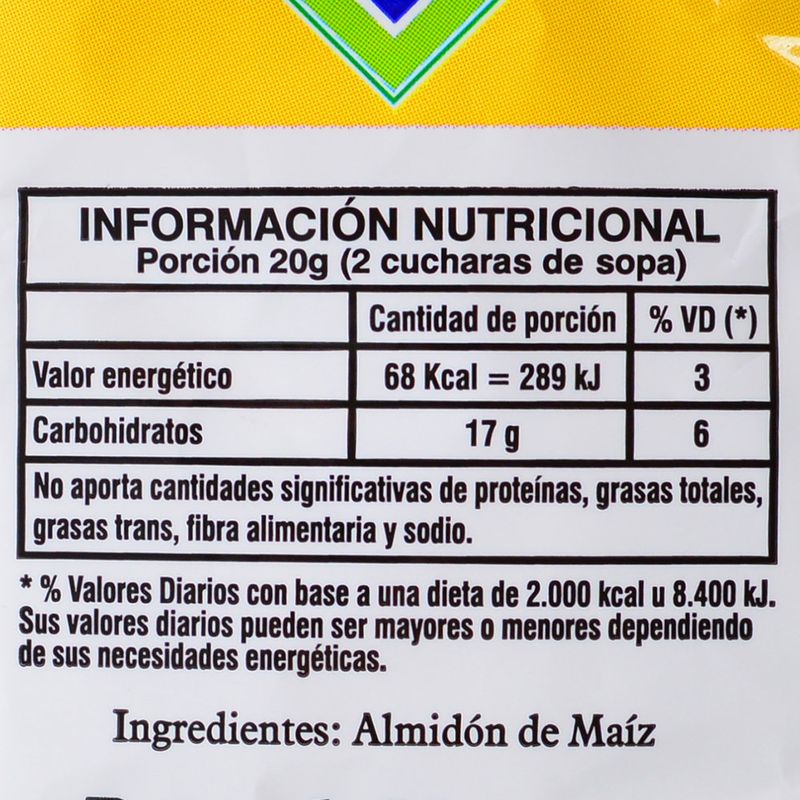 INFORMACIÓN NUTRICIONAL
Porción 20g (2 cucharas de sopa)
Cantidad de porción % VD (*)
Valor energético 68 Kcal = 289 kJ 3
Carbohidratos 17 g 6
No aporta cantidades significativas de proteínas, grasas totales,
grasas trans, fibra alimentaria y sodio.
* % Valores Diarios con base a una dieta de 2.000 kcal u 8.400 kJ.
Sus valores diarios pueden ser mayores o menores dependiendo
de sus necesidades energéticas.
Ingredientes: Almidón de Maíz